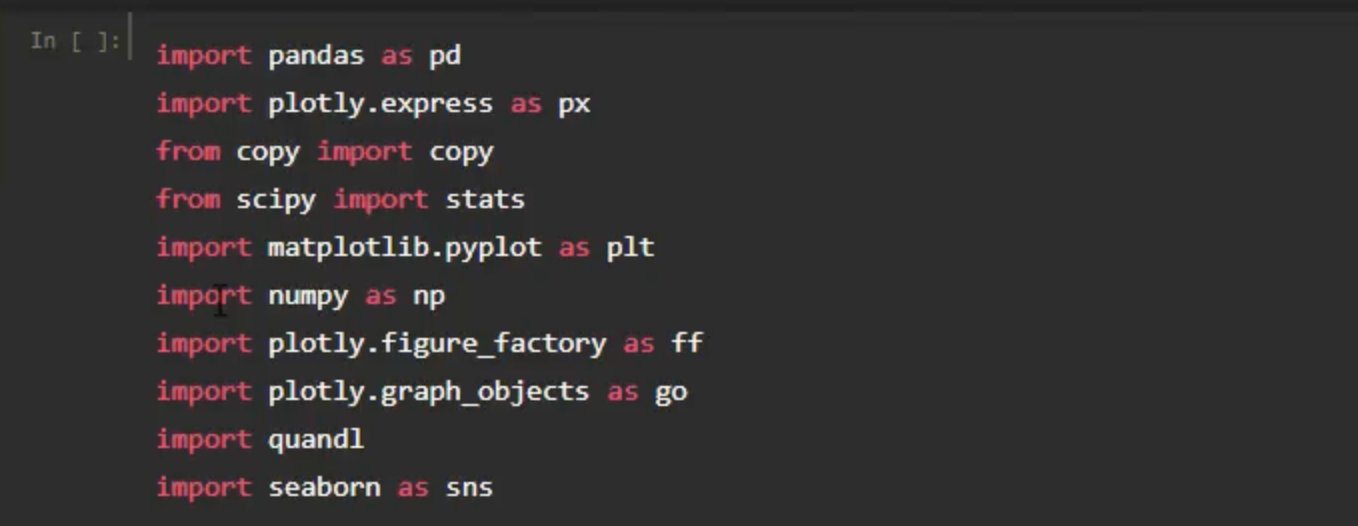 In [ ]:
import pandas as pd
import plotly.express as px
from copy import copy
from scipy import stats
import matplotlib.pyplot as plt
import numpy as np
import plotly.figure_factory as ff
import plotly.graph_objects as go
import quandl
import seaborn as sns